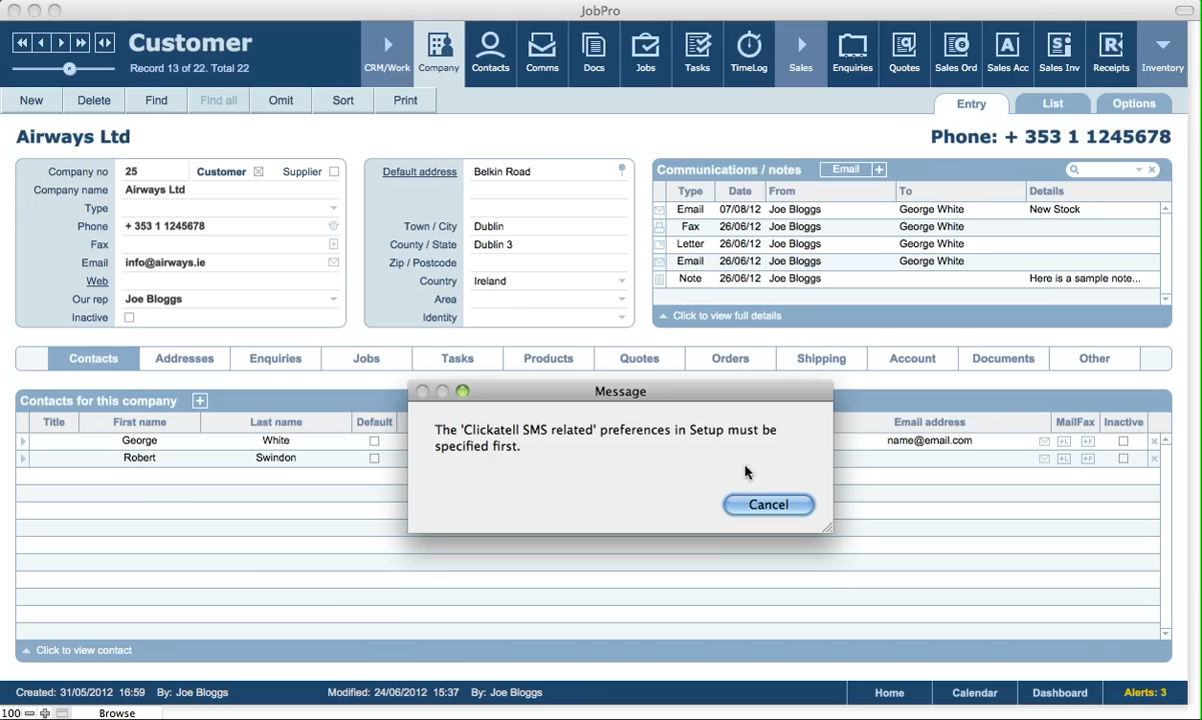 JobPro
Customer
Record 13 of 22. Total 22
CRM/Work Company Contacts Comms Docs Jobs Tasks TimeLog Sales Enquiries Quotes Sales Ord Sales Acc Sales Inv Receipts Inventory
New Delete Find Find all Omit Sort Print
Entry List Options
Airways Ltd
Phone: + 353 1 1245678
Company no 25 Customer Supplier
Company name Airways Ltd
Type
Phone + 353 1 1245678
Fax
Email info@airways.ie
Web
Our rep Joe Bloggs
Inactive
Default address Belkin Road
Town / City Dublin
County / State Dublin 3
Zip / Postcode
Country Ireland
Area
Identity
Communications / notes Email +
Type Date From To Details
Email 07/08/12 Joe Bloggs George White New Stock
Fax 26/06/12 Joe Bloggs George White
Letter 26/06/12 Joe Bloggs George White
Email 26/06/12 Joe Bloggs George White
Note 26/06/12 Joe Bloggs Here is a sample note...
Click to view full details
Contacts Addresses Enquiries Jobs Tasks Products Quotes Orders Shipping Account Documents Other
Contacts for this company +
Title First name Last name Default Email address MailFax Inactive
George White name@email.com +L +F
Robert Swindon +L +F
Message
The 'Clickatell SMS related' preferences in Setup must be
specified first.
Cancel
Click to view contact
Created: 31/05/2012 16:59 By: Joe Bloggs Modified: 24/06/2012 15:37 By: Joe Bloggs
Home Calendar Dashboard Alerts: 3
100 Browse